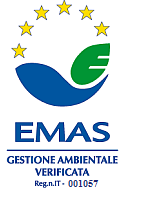 EMAS
GESTIONE AMBIENTALE
VERIFICATA
Reg.n.IT - 001057